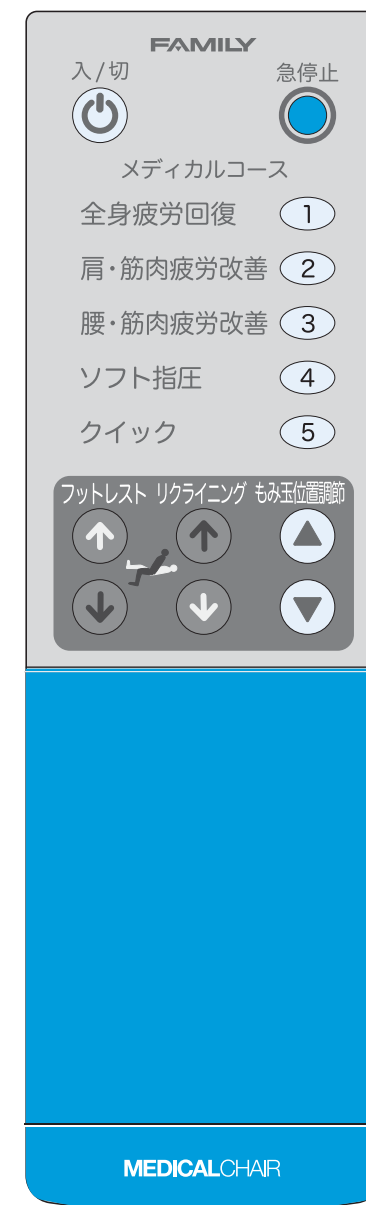 FAMILY
入/切 急停止
メディカルコース
全身疲労回復 1
肩・筋肉疲労改善 2
腰・筋肉疲労改善 3
ソフト指圧 4
クイック 5
フットレスト リクライニング もみ玉位置調節
MEDICALCHAIR